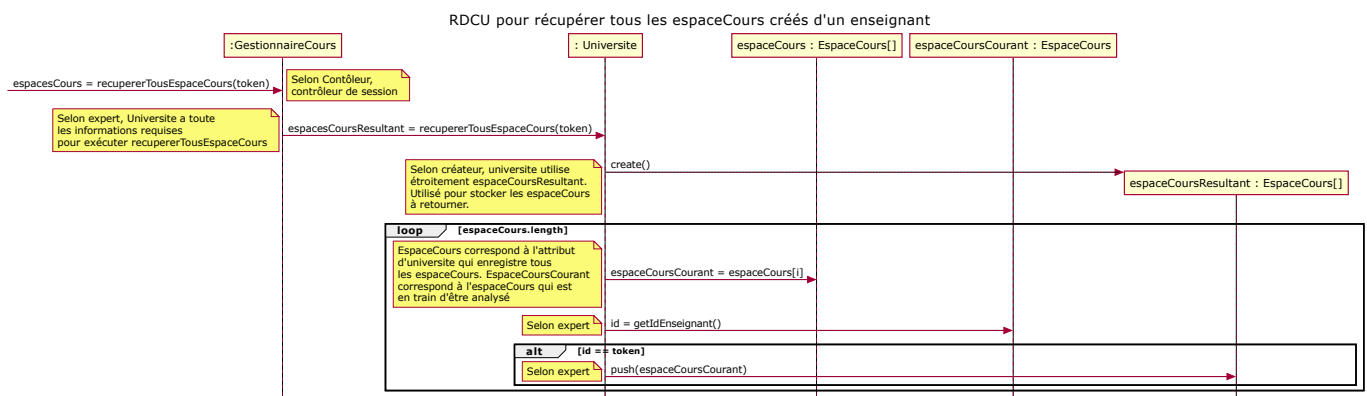 RDCU pour récupérer tous les espaceCours créés d'un enseignant
:GestionnaireCours
: Universite
espaceCours : EspaceCours[]
espaceCoursCourant : EspaceCours
espacesCours = recupererTousEspaceCours(token)
Selon Contôleur,
contrôleur de session
Selon expert, Universite a toute
les informations requises
pour exécuter recupererTousEspaceCours
espacesCoursResultant = recupererTousEspaceCours(token)
Selon créateur, universite utilise
étroitement espaceCoursResultant.
Utilisé pour stocker les espaceCours
à retourner.
create()
espaceCoursResultant : EspaceCours[]
loop
[espaceCours.length]
EspaceCours correspond à l'attribut
d'universite qui enregistre tous
les espaceCours. EspaceCoursCourant
correspond à l'espaceCours qui est
en train d'être analysé
espaceCoursCourant = espaceCours[i]
Selon expert
id = getIdEnseignant()
alt
[id == token]
Selon expert
push(espaceCoursCourant)